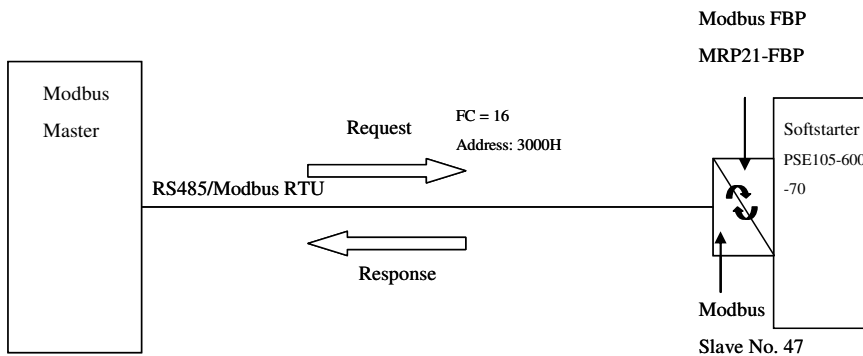 Modbus FBP
MRP21-FBP
Modbus
Master
Request
FC = 16
Address: 3000H
Softstarter
PSE105-600
-70
RS485/Modbus RTU
Response
Modbus
Slave No. 47